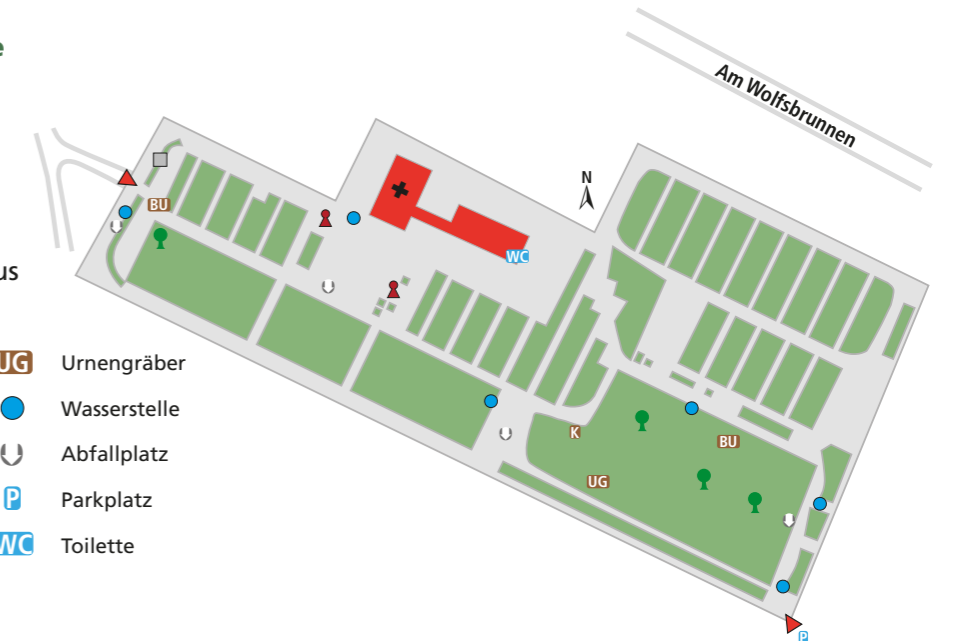 e
Am Wolfsbrunnen
N
BU
WC
us
UG Urnengräber
Wasserstelle
Abfallplatz
P Parkplatz
WC Toilette
K
BU
UG
P